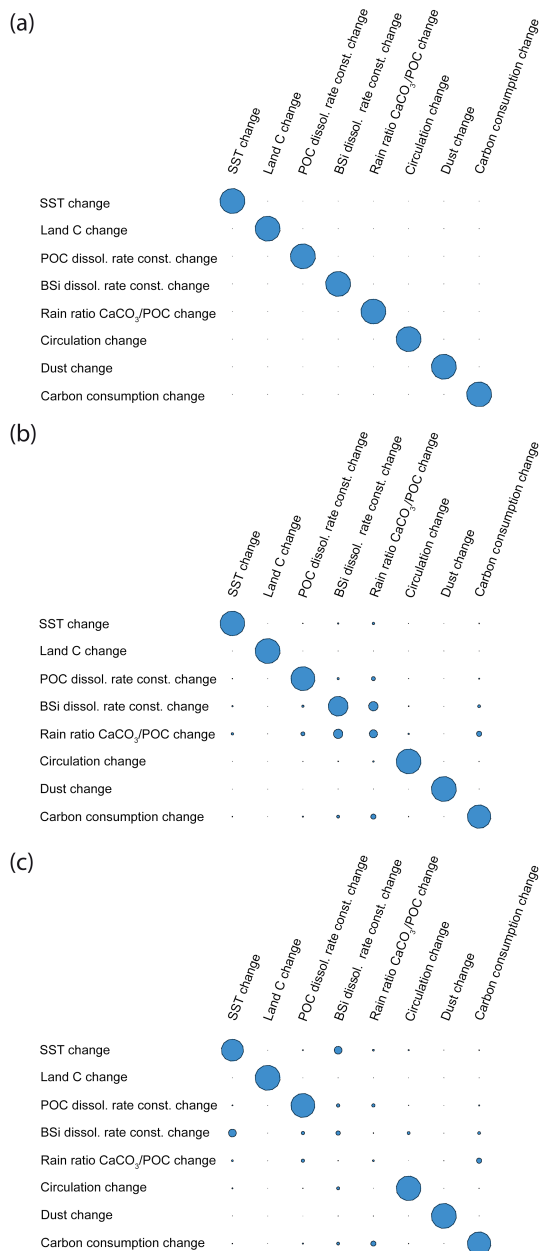 (a)
SST change
Land C change
POC dissol. rate const. change
BSi dissol. rate const. change
Rain ratio CaCO₃/POC change
Circulation change
Dust change
Carbon consumption change
SST change
Land C change
POC dissol. rate const. change
BSi dissol. rate const. change
Rain ratio CaCO₃/POC change
Circulation change
Dust change
Carbon consumption change
(b)
SST change
Land C change
POC dissol. rate const. change
BSi dissol. rate const. change
Rain ratio CaCO₃/POC change
Circulation change
Dust change
Carbon consumption change
SST change
Land C change
POC dissol. rate const. change
BSi dissol. rate const. change
Rain ratio CaCO₃/POC change
Circulation change
Dust change
Carbon consumption change
(c)
SST change
Land C change
POC dissol. rate const. change
BSi dissol. rate const. change
Rain ratio CaCO₃/POC change
Circulation change
Dust change
Carbon consumption change
SST change
Land C change
POC dissol. rate const. change
BSi dissol. rate const. change
Rain ratio CaCO₃/POC change
Circulation change
Dust change
Carbon consumption change